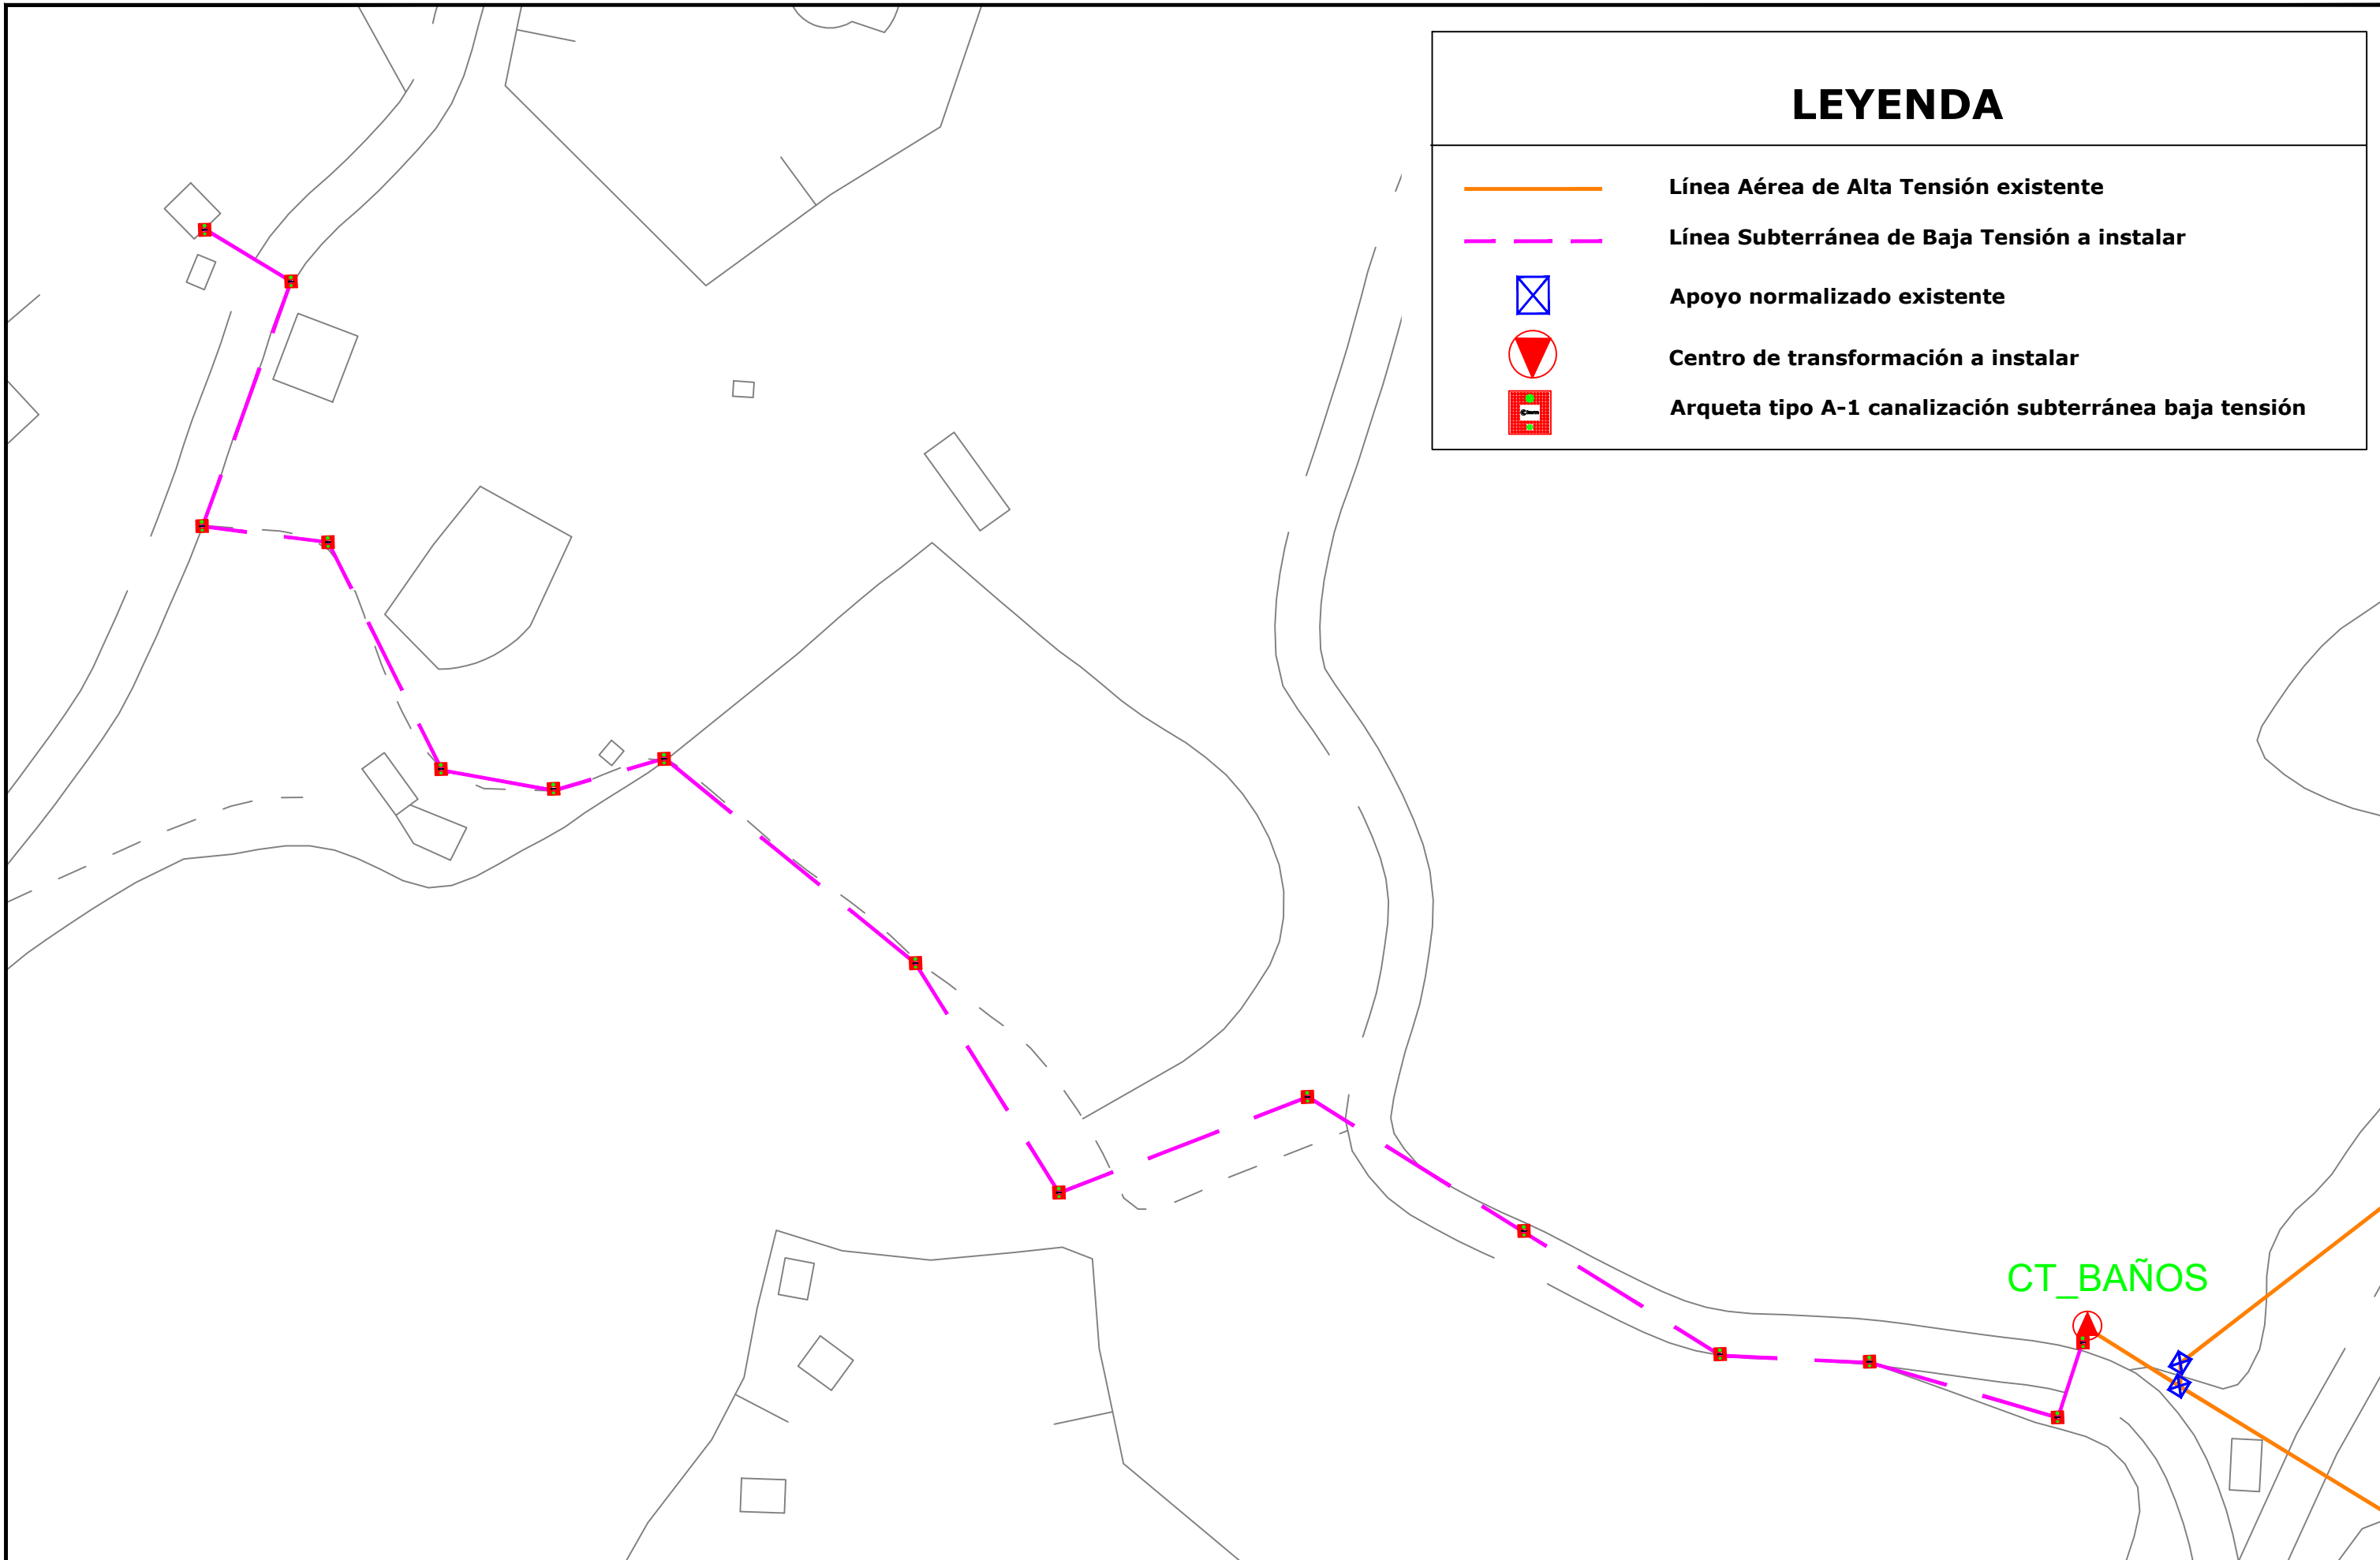 LEYENDA
Línea Aérea de Alta Tensión existente
Línea Subterránea de Baja Tensión a instalar
Apoyo normalizado existente
Centro de transformación a instalar
Arqueta tipo A-1 canalización subterránea baja tensión
CT_BAÑOS